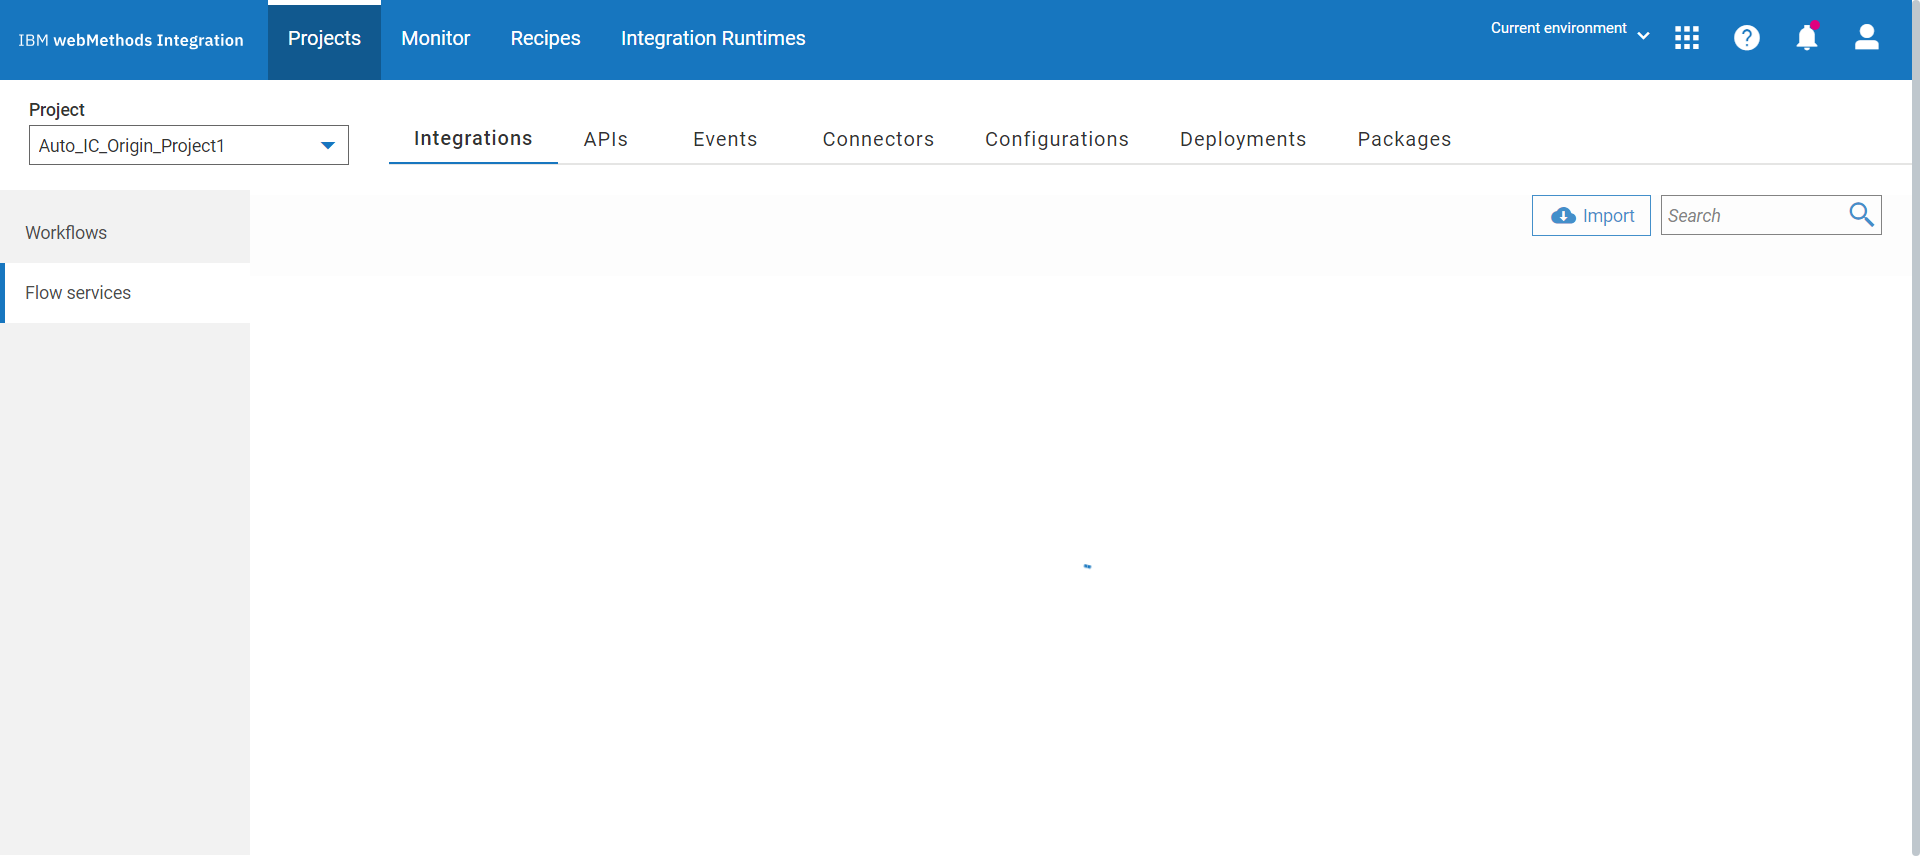 IBM webMethods Integration
Projects
Monitor
Recipes
Integration Runtimes
Current environment
Project
Auto_IC_Origin_Project1
Integrations
APIs
Events
Connectors
Configurations
Deployments
Packages
Import
Search
Workflows
Flow services